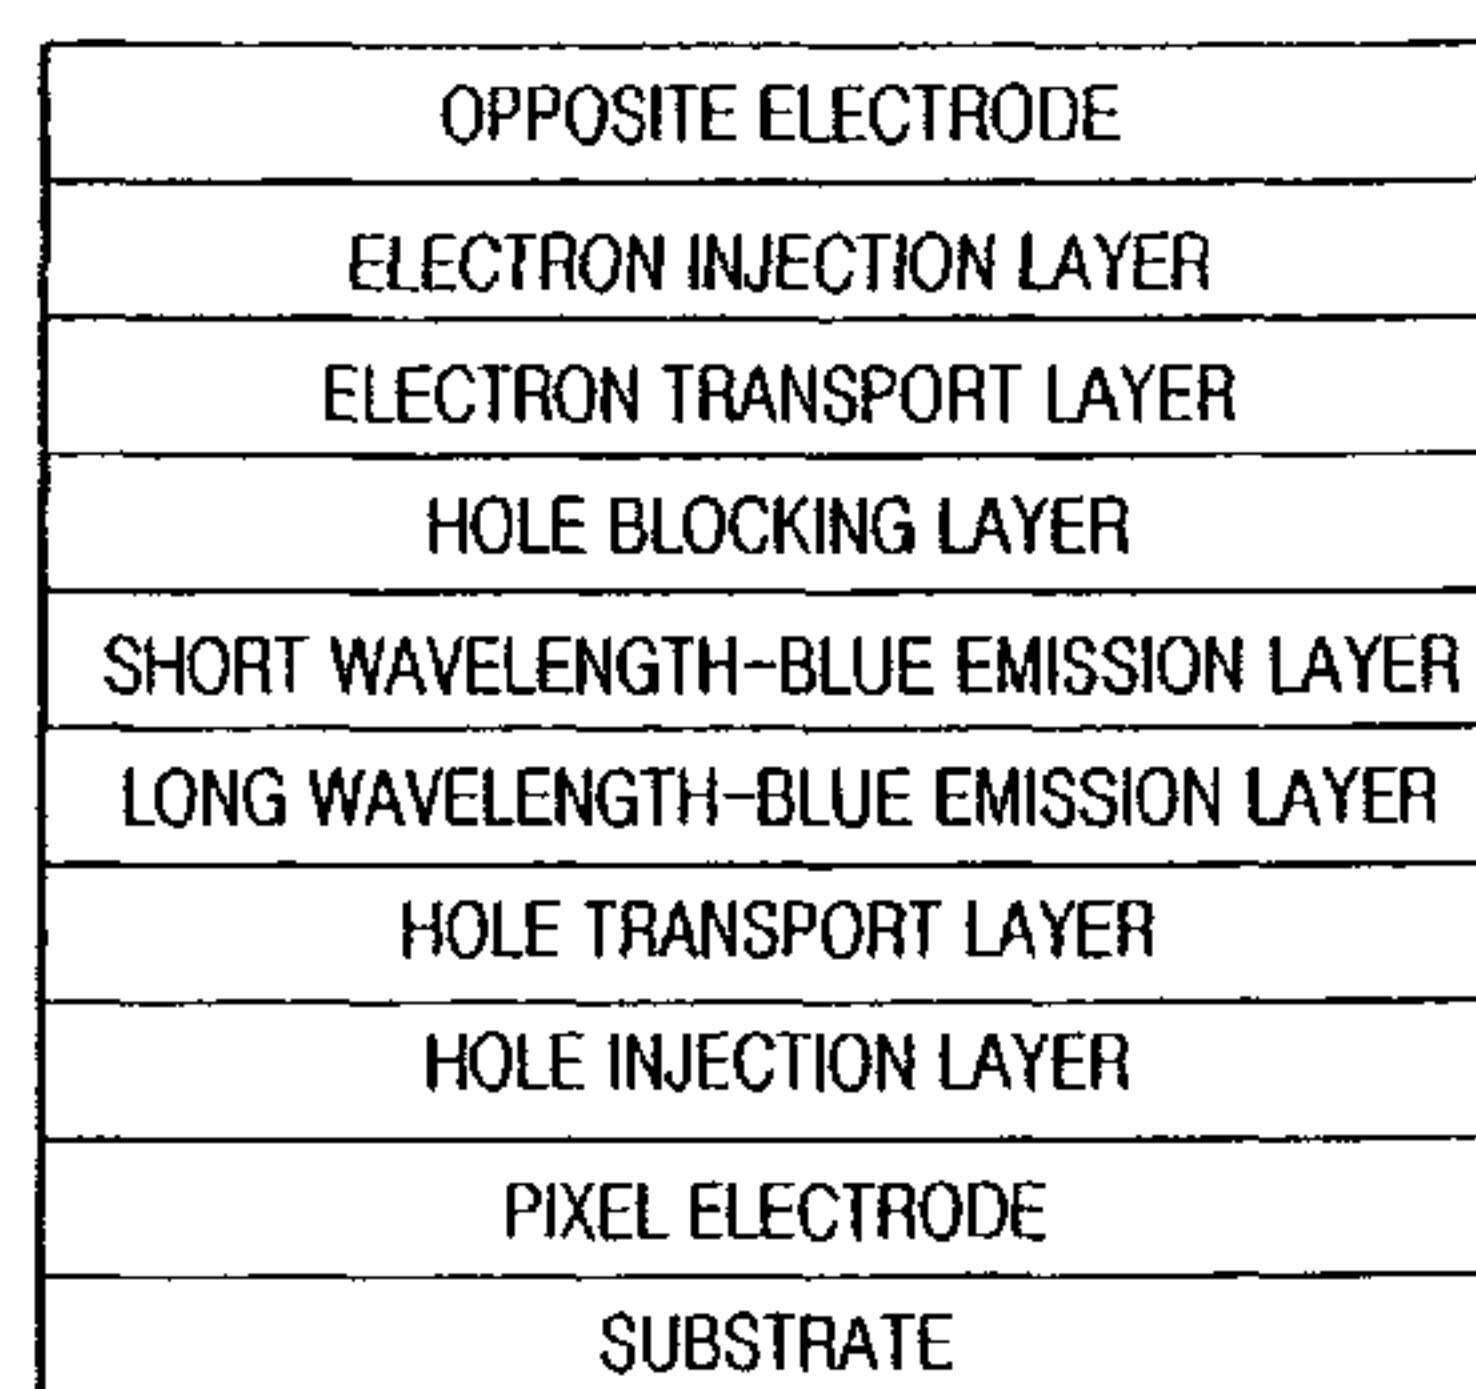 OPPOSITE ELECTRODE
ELECTRON INJECTION LAYER
ELECTRON TRANSPORT LAYER
HOLE BLOCKING LAYER
SHORT WAVELENGTH-BLUE EMISSION LAYER
LONG WAVELENGTH-BLUE EMISSION LAYER
HOLE TRANSPORT LAYER
HOLE INJECTION LAYER
PIXEL ELECTRODE
SUBSTRATE